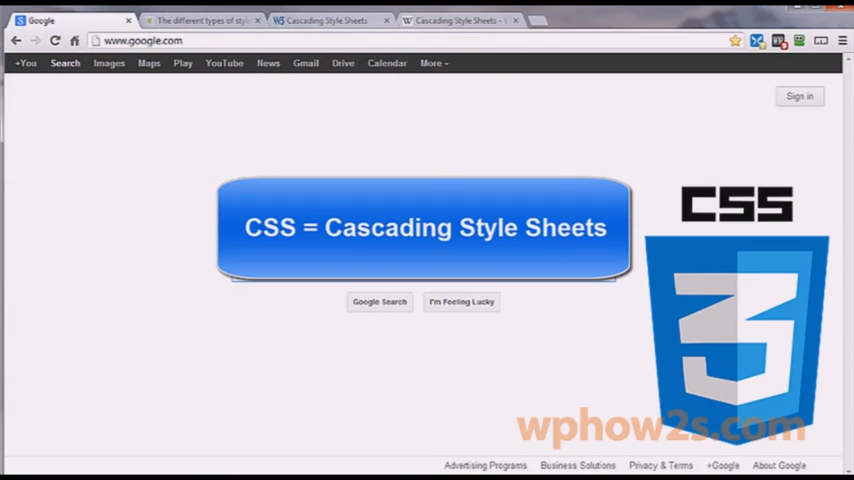 Google
The different types of styl
W3 Cascading Style Sheets
W Cascading Style Sheets -
www.google.com
+You Search Images Maps Play YouTube News Gmail Drive Calendar More
Sign in
CSS
CSS = Cascading Style Sheets
3
Google Search I'm Feeling Lucky
wphow2s.com
Advertising Programs Business Solutions Privacy & Terms +Google About Google